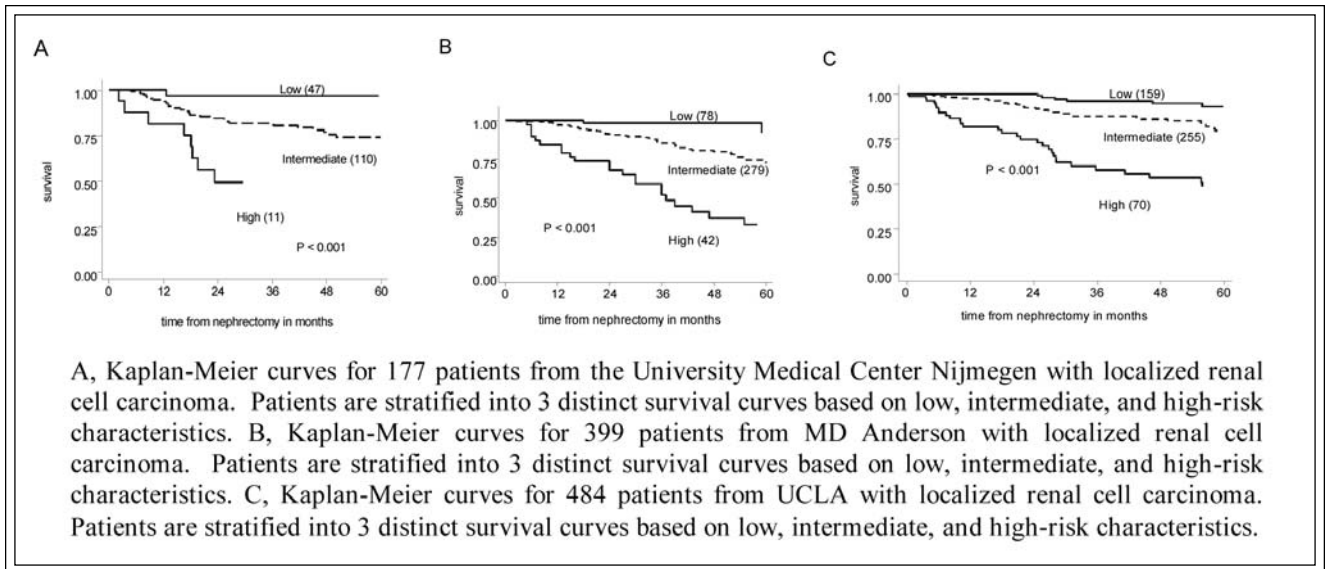 A
1.00
0.75
0.50
0.25
0.00
survival
Low (47)
Intermediate (110)
High (11)
P < 0.001
0 12 24 36 48 60
time from nephrectomy in months
B
1.00
0.75
0.50
0.25
0.00
survival
Low (78)
Intermediate (279)
P < 0.001
High (42)
0 12 24 36 48 60
time from nephrectomy in months
C
1.00
0.75
0.50
0.25
0.00
survival
Low (159)
Intermediate (255)
P < 0.001
High (70)
0 12 24 36 48 60
time from nephrectomy in months
A, Kaplan-Meier curves for 177 patients from the University Medical Center Nijmegen with localized renal
cell carcinoma. Patients are stratified into 3 distinct survival curves based on low, intermediate, and high-risk
characteristics. B, Kaplan-Meier curves for 399 patients from MD Anderson with localized renal cell
carcinoma. Patients are stratified into 3 distinct survival curves based on low, intermediate, and high-risk
characteristics. C, Kaplan-Meier curves for 484 patients from UCLA with localized renal cell carcinoma.
Patients are stratified into 3 distinct survival curves based on low, intermediate, and high-risk characteristics.